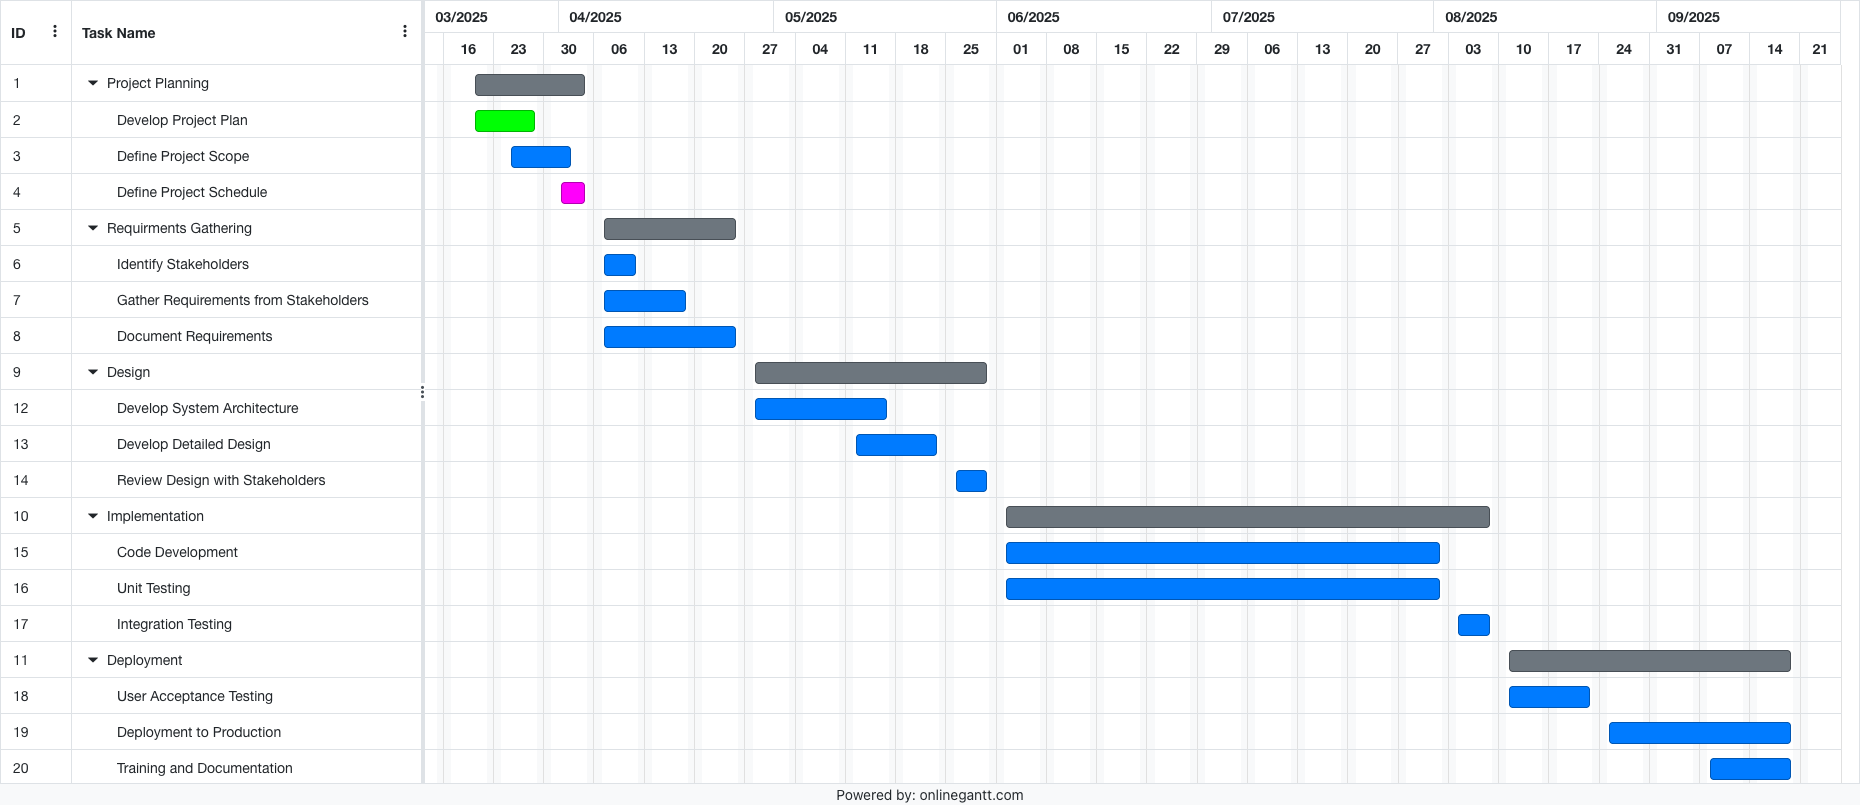 ID Task Name 03/2025 04/2025 05/2025 06/2025 07/2025 08/2025 09/2025
16 23 30 06 13 20 27 04 11 18 25 01 08 15 22 29 06 13 20 27 03 10 17 24 31 07 14 21
1 Project Planning
2 Develop Project Plan
3 Define Project Scope
4 Define Project Schedule
5 Requirments Gathering
6 Identify Stakeholders
7 Gather Requirements from Stakeholders
8 Document Requirements
9 Design
12 Develop System Architecture
13 Develop Detailed Design
14 Review Design with Stakeholders
10 Implementation
15 Code Development
16 Unit Testing
17 Integration Testing
11 Deployment
18 User Acceptance Testing
19 Deployment to Production
20 Training and Documentation
Powered by: onlinegantt.com